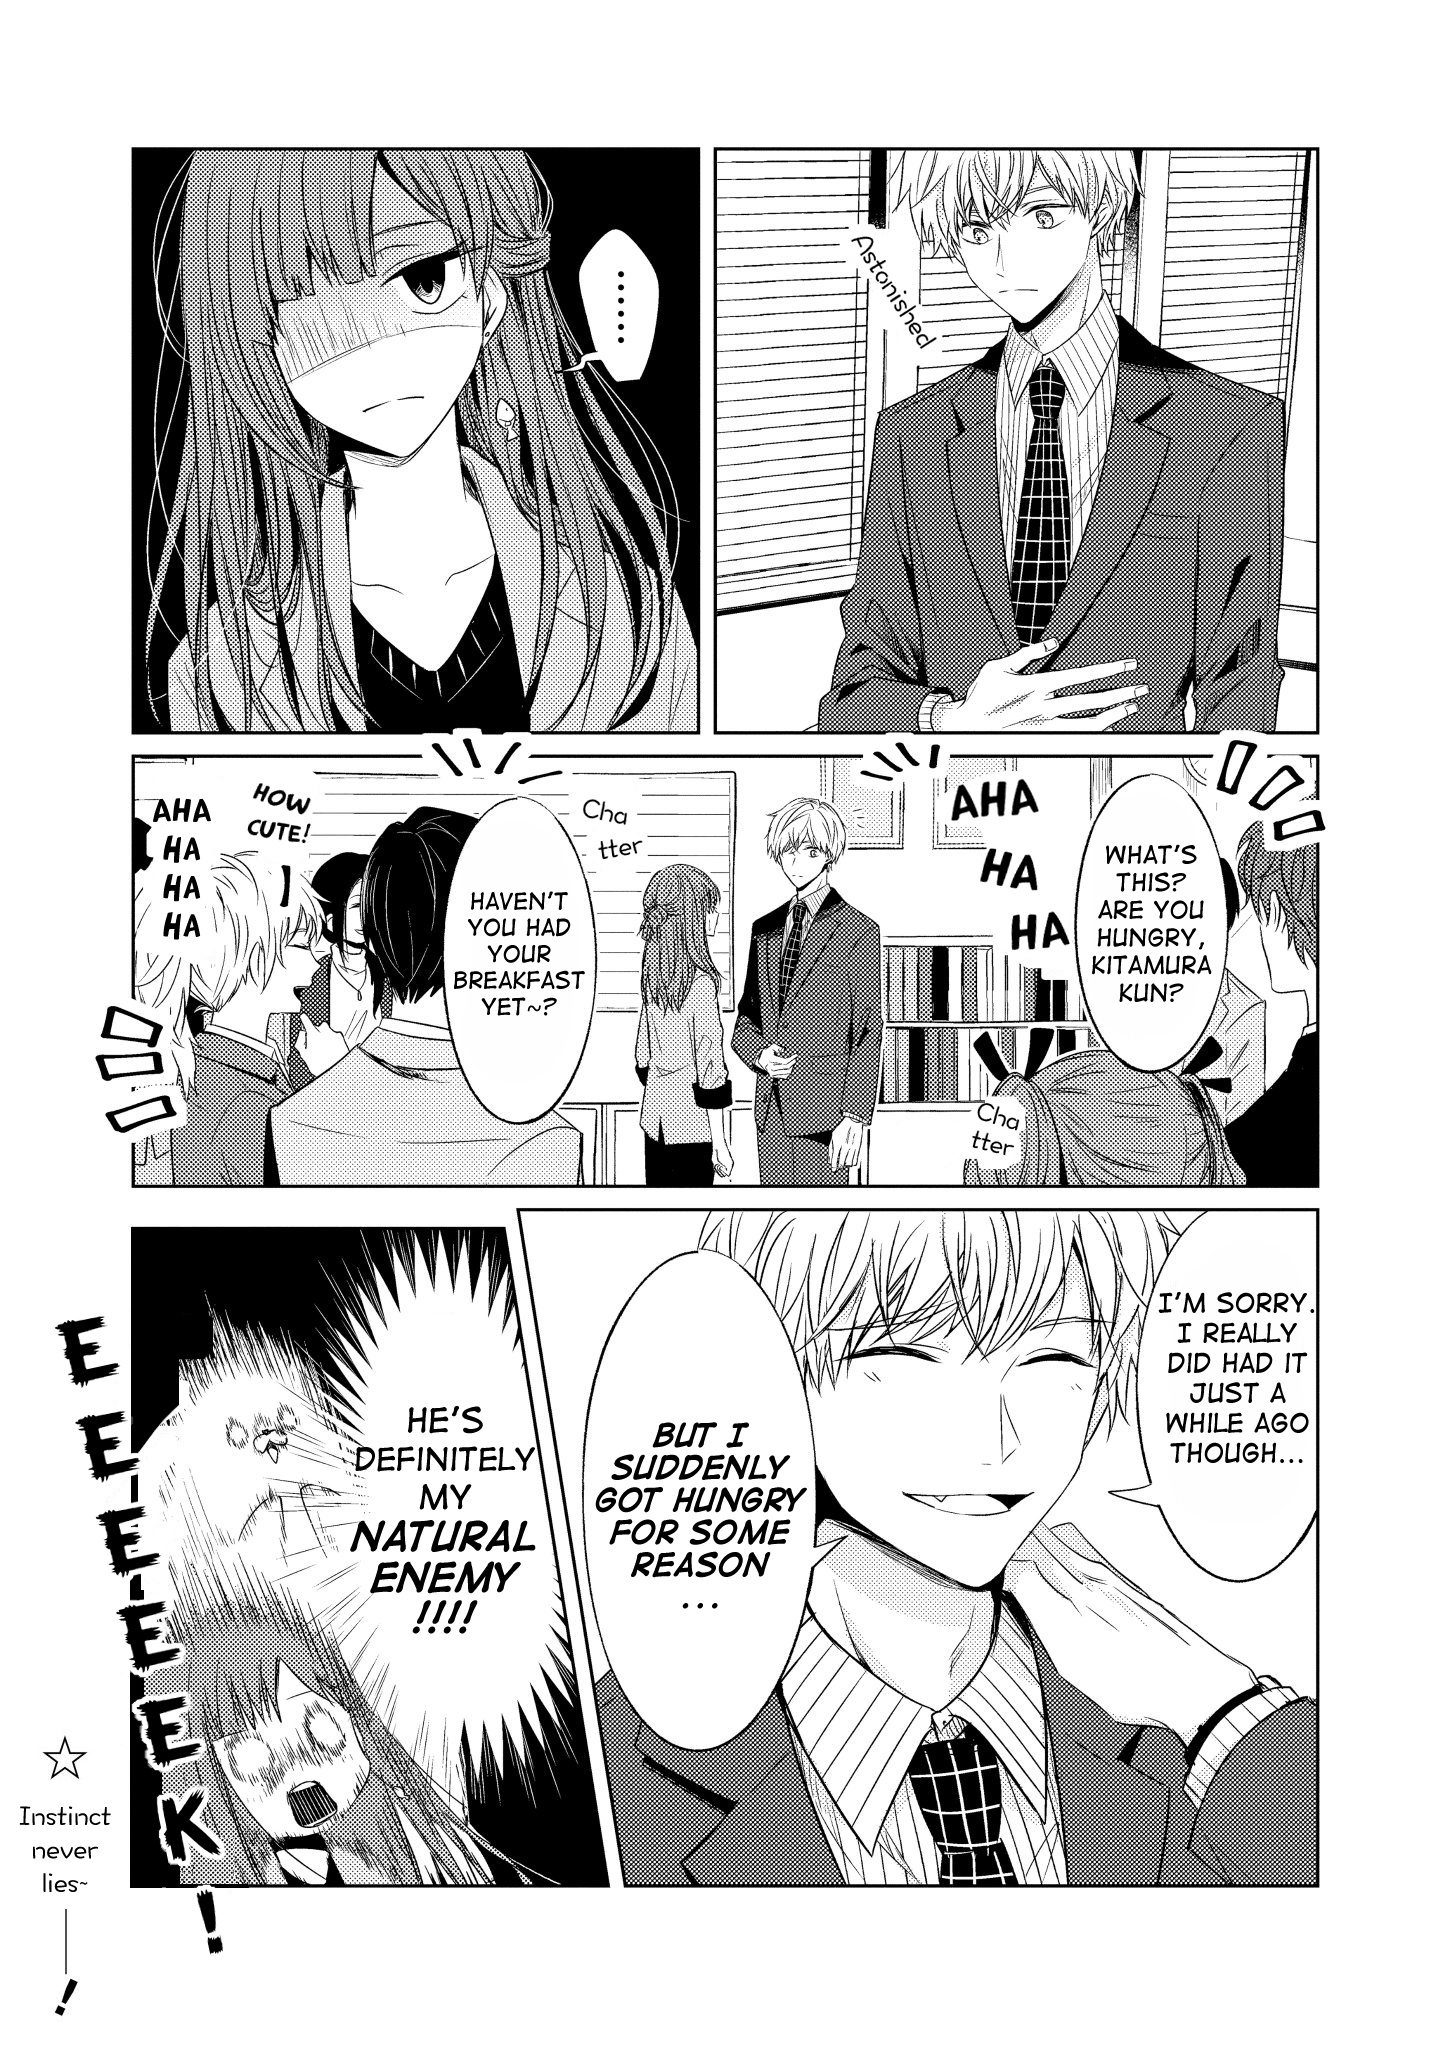 Astonished
......
AHA
HA
HA
WHAT'S
THIS?
ARE YOU
HUNGRY,
KITAMURA
KUN?
Cha
tter
Cha
tter
HAVEN'T
YOU HAD
YOUR
BREAKFAST
YET~?
HOW
CUTE!
AHA
HA
HA
HA
I'M SORRY.
I REALLY
DID HAD IT
JUST A
WHILE AGO
THOUGH...
BUT I
SUDDENLY
GOT HUNGRY
FOR SOME
REASON
...
HE'S
DEFINITELY
MY
NATURAL
ENEMY
!!!!
EEEEEK!
☆
Instinct
never
lies~
!